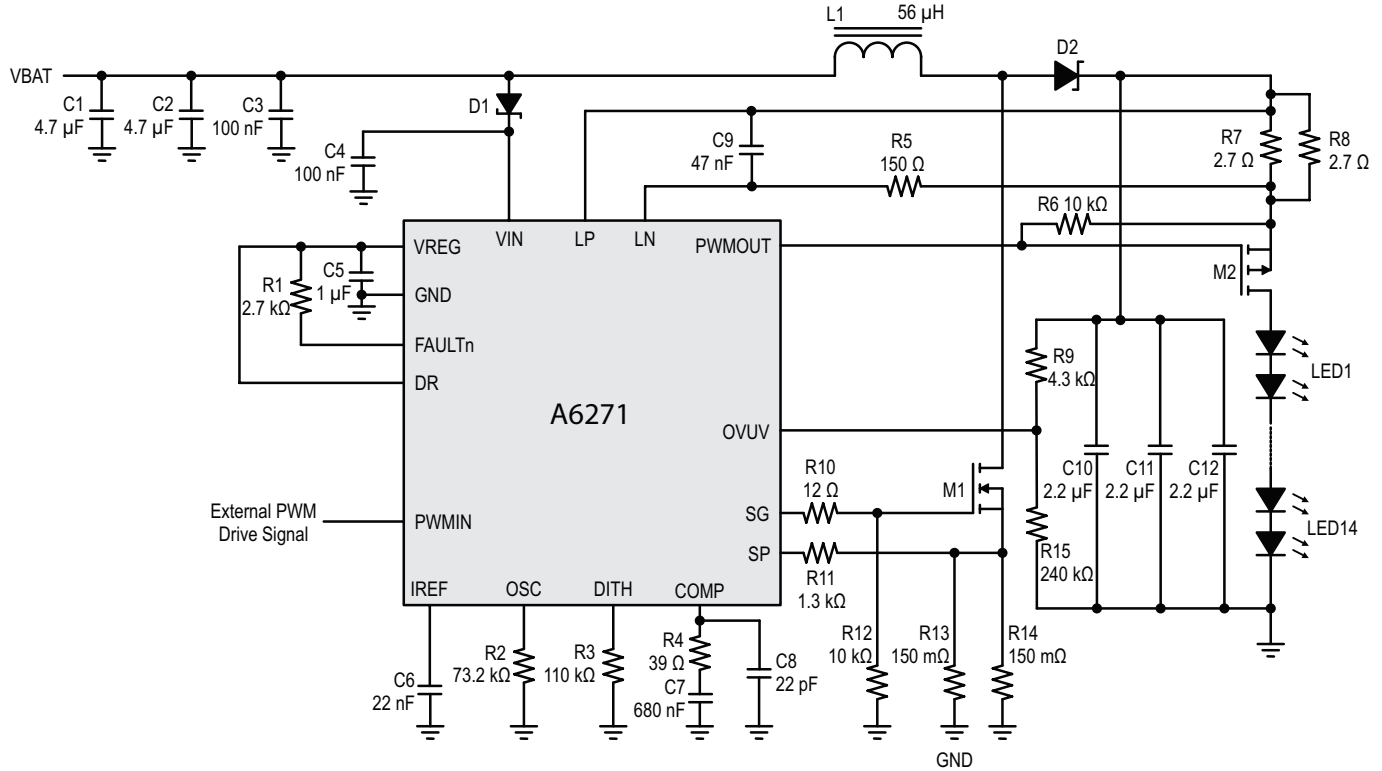 L1 56 µH
D2
VBAT
C1
4.7 µF
C2
4.7 µF
C3
100 nF
D1
C4
100 nF
C9
47 nF
R5
150 Ω
R7
2.7 Ω
R8
2.7 Ω
R6 10 kΩ
VREG
VIN
LP
LN
PWMOUT
M2
R1
2.7 kΩ
C5
1 µF
GND
FAULTn
DR
A6271
R9
4.3 kΩ
LED1
OVUV
R10
12 Ω
M1
C10
2.2 µF
C11
2.2 µF
C12
2.2 µF
External PWM
Drive Signal
PWMIN
SG
SP
R11
1.3 kΩ
R15
240 kΩ
LED14
IREF
OSC
DITH
COMP
C6
22 nF
R2
73.2 kΩ
R3
110 kΩ
R4
39 Ω
C7
680 nF
C8
22 pF
R12
10 kΩ
R13
150 mΩ
R14
150 mΩ
GND